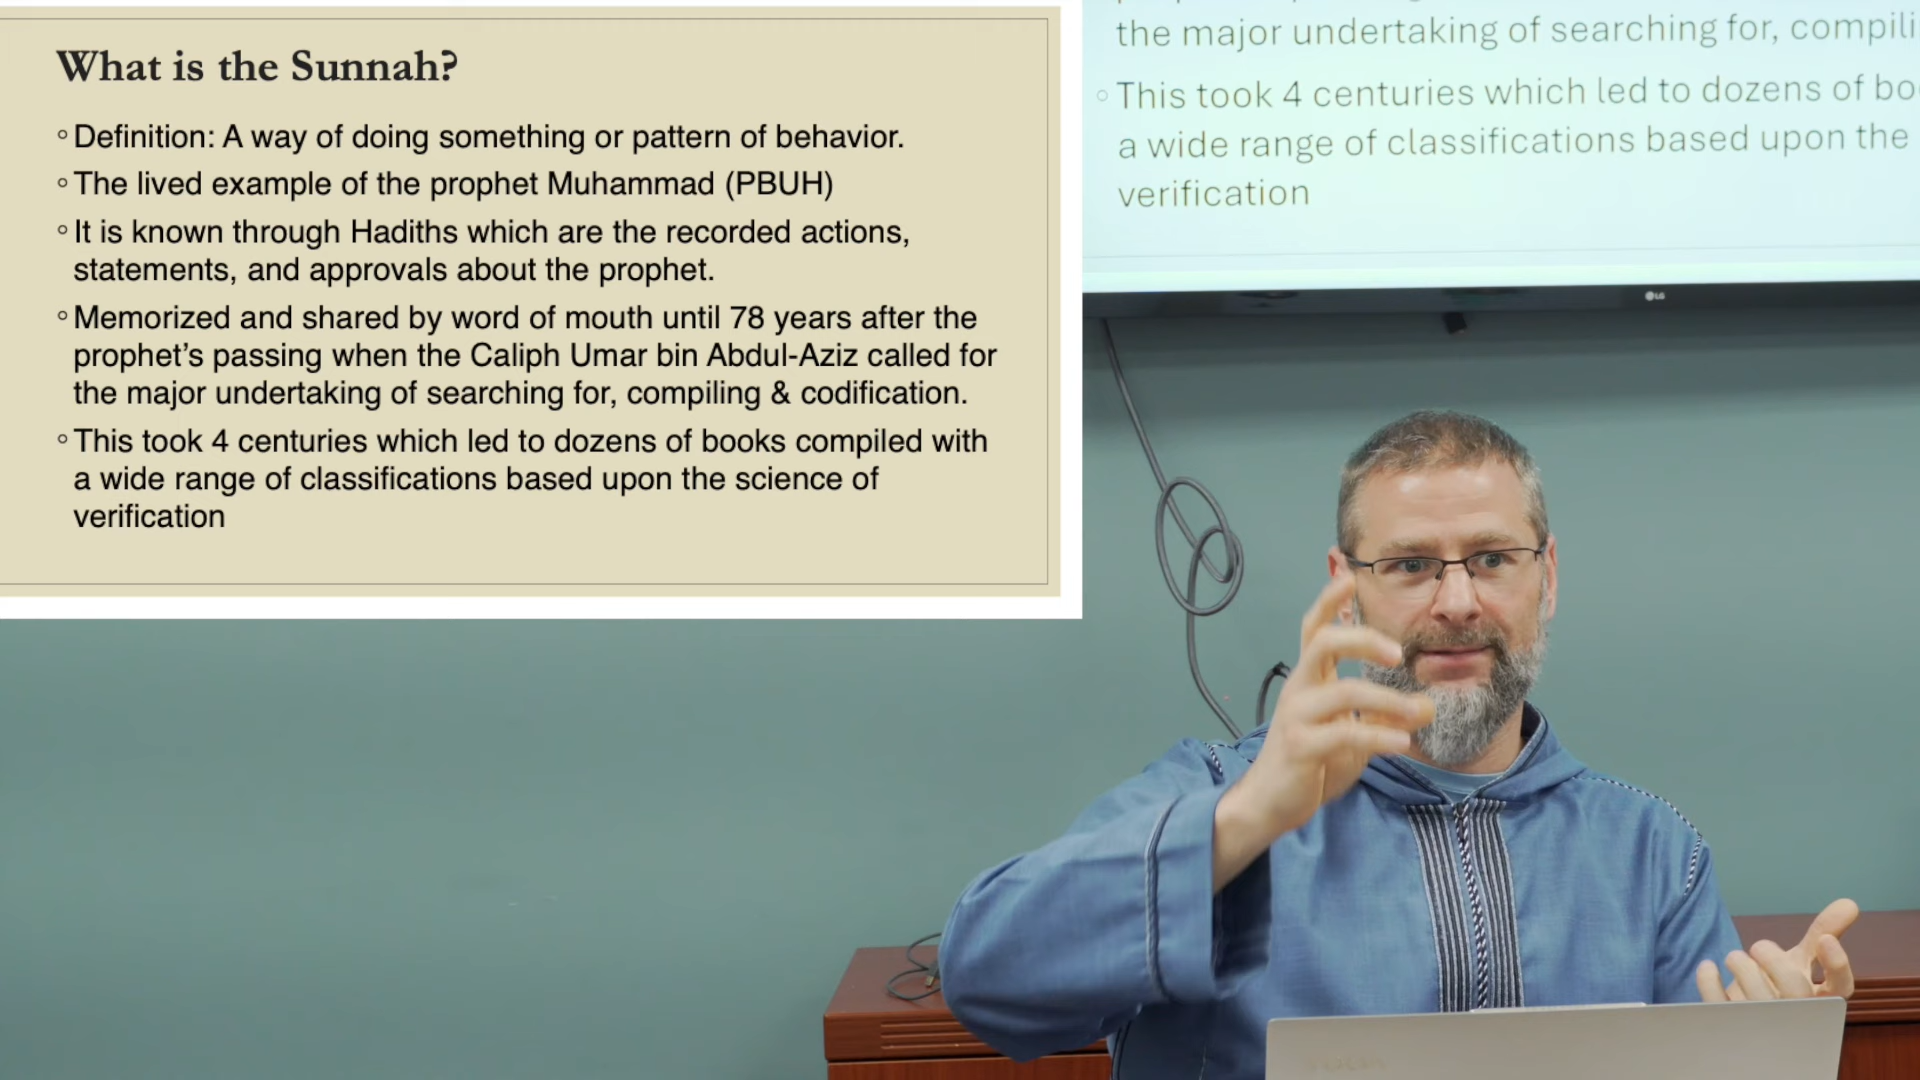 What is the Sunnah?
◦ Definition: A way of doing something or pattern of behavior.
◦ The lived example of the prophet Muhammad (PBUH)
◦ It is known through Hadiths which are the recorded actions,
statements, and approvals about the prophet.
◦ Memorized and shared by word of mouth until 78 years after the
prophet's passing when the Caliph Umar bin Abdul-Aziz called for
the major undertaking of searching for, compiling & codification.
◦ This took 4 centuries which led to dozens of books compiled with
a wide range of classifications based upon the science of
verification
the major undertaking of searching for, compili
◦ This took 4 centuries which led to dozens of bo
a wide range of classifications based upon the
verification
LG